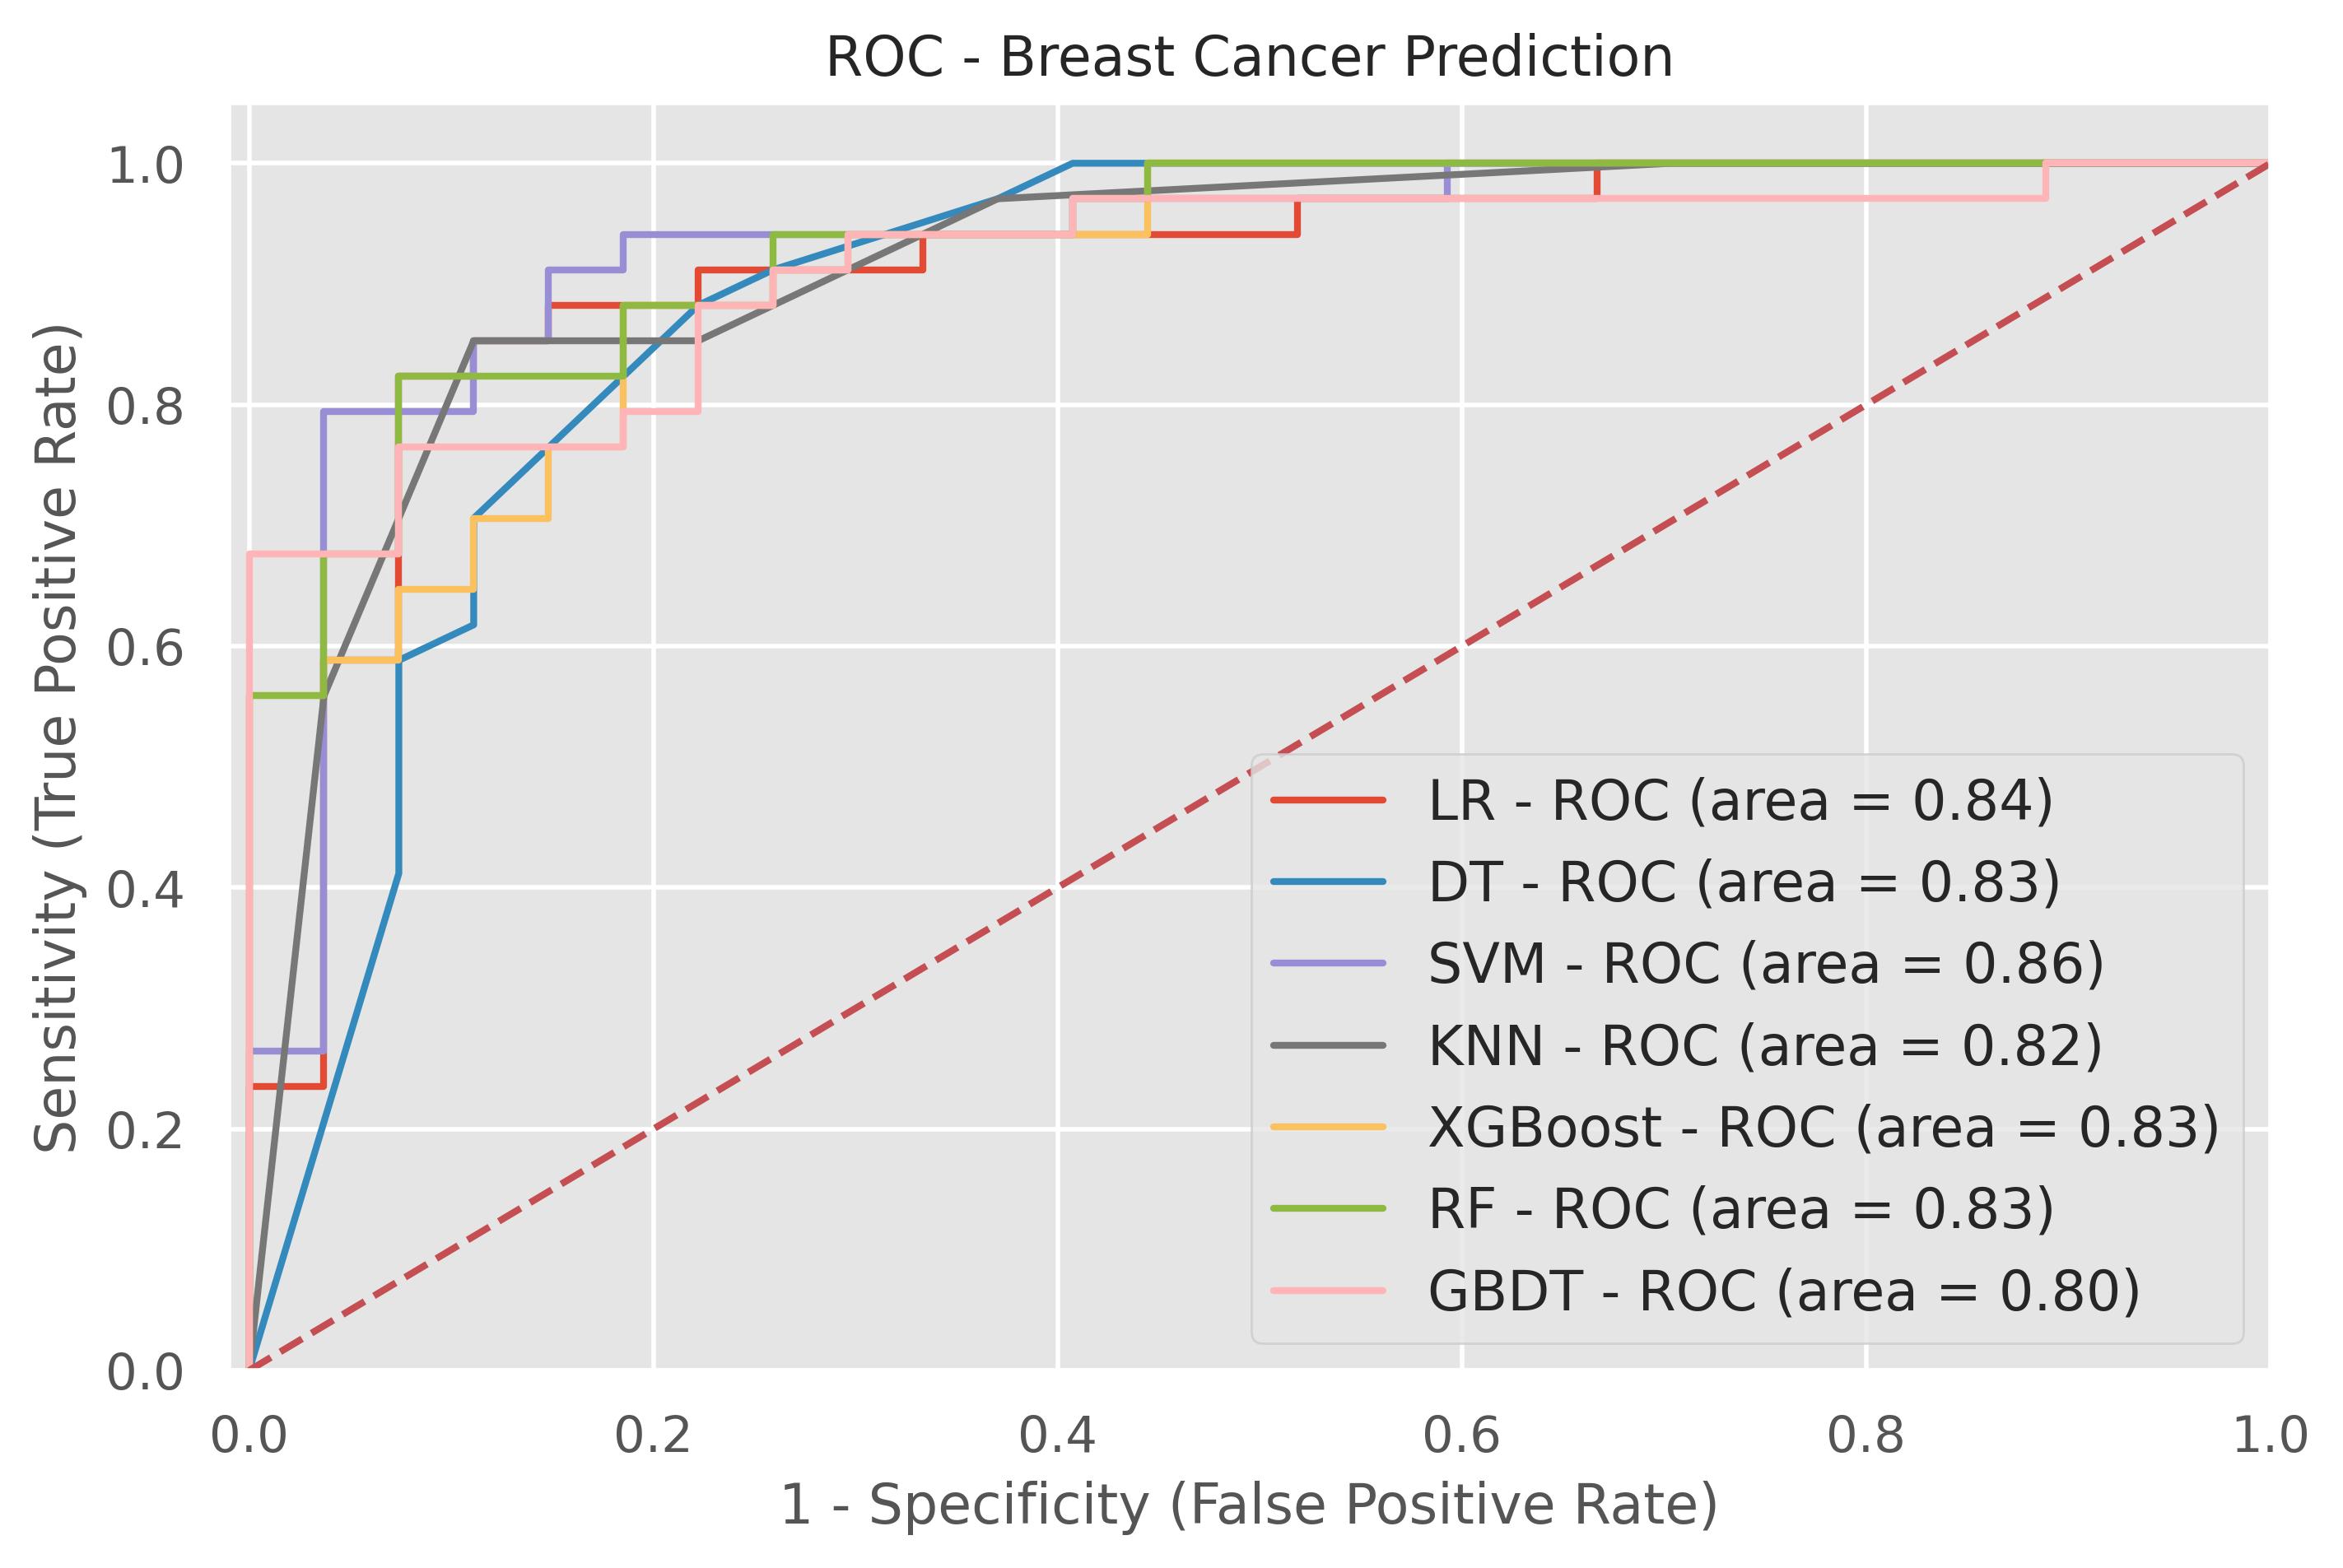 ROC - Breast Cancer Prediction
1.0
0.8
0.6
0.4
0.2
0.0
Sensitivity (True Positive Rate)
LR - ROC (area = 0.84)
DT - ROC (area = 0.83)
SVM - ROC (area = 0.86)
KNN - ROC (area = 0.82)
XGBoost - ROC (area = 0.83)
RF - ROC (area = 0.83)
GBDT - ROC (area = 0.80)
0.0 0.2 0.4 0.6 0.8 1.0
1 - Specificity (False Positive Rate)